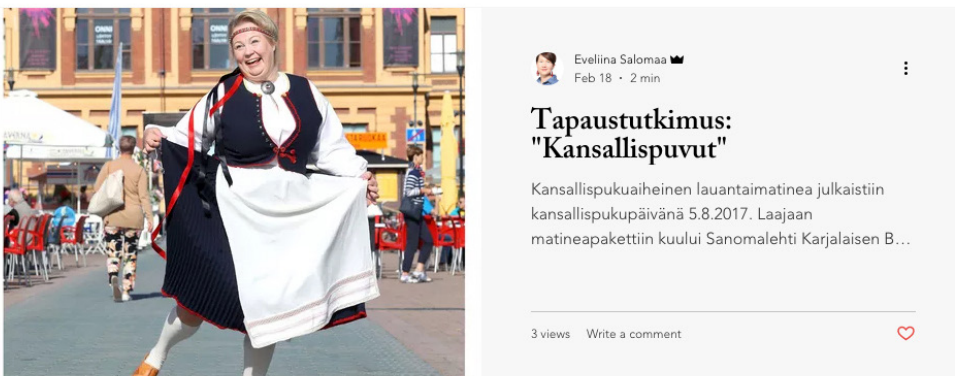 ONNI
Eveliina Salomaa
Feb 18 · 2 min
Tapaustutkimus:
"Kansallispuvut"
Kansallispukuaiheinen lauantaimatinea julkaistiin
kansallispukupäivänä 5.8.2017. Laajaan
matineapakettiin kuului Sanomalehti Karjalaisen B…
3 views Write a comment